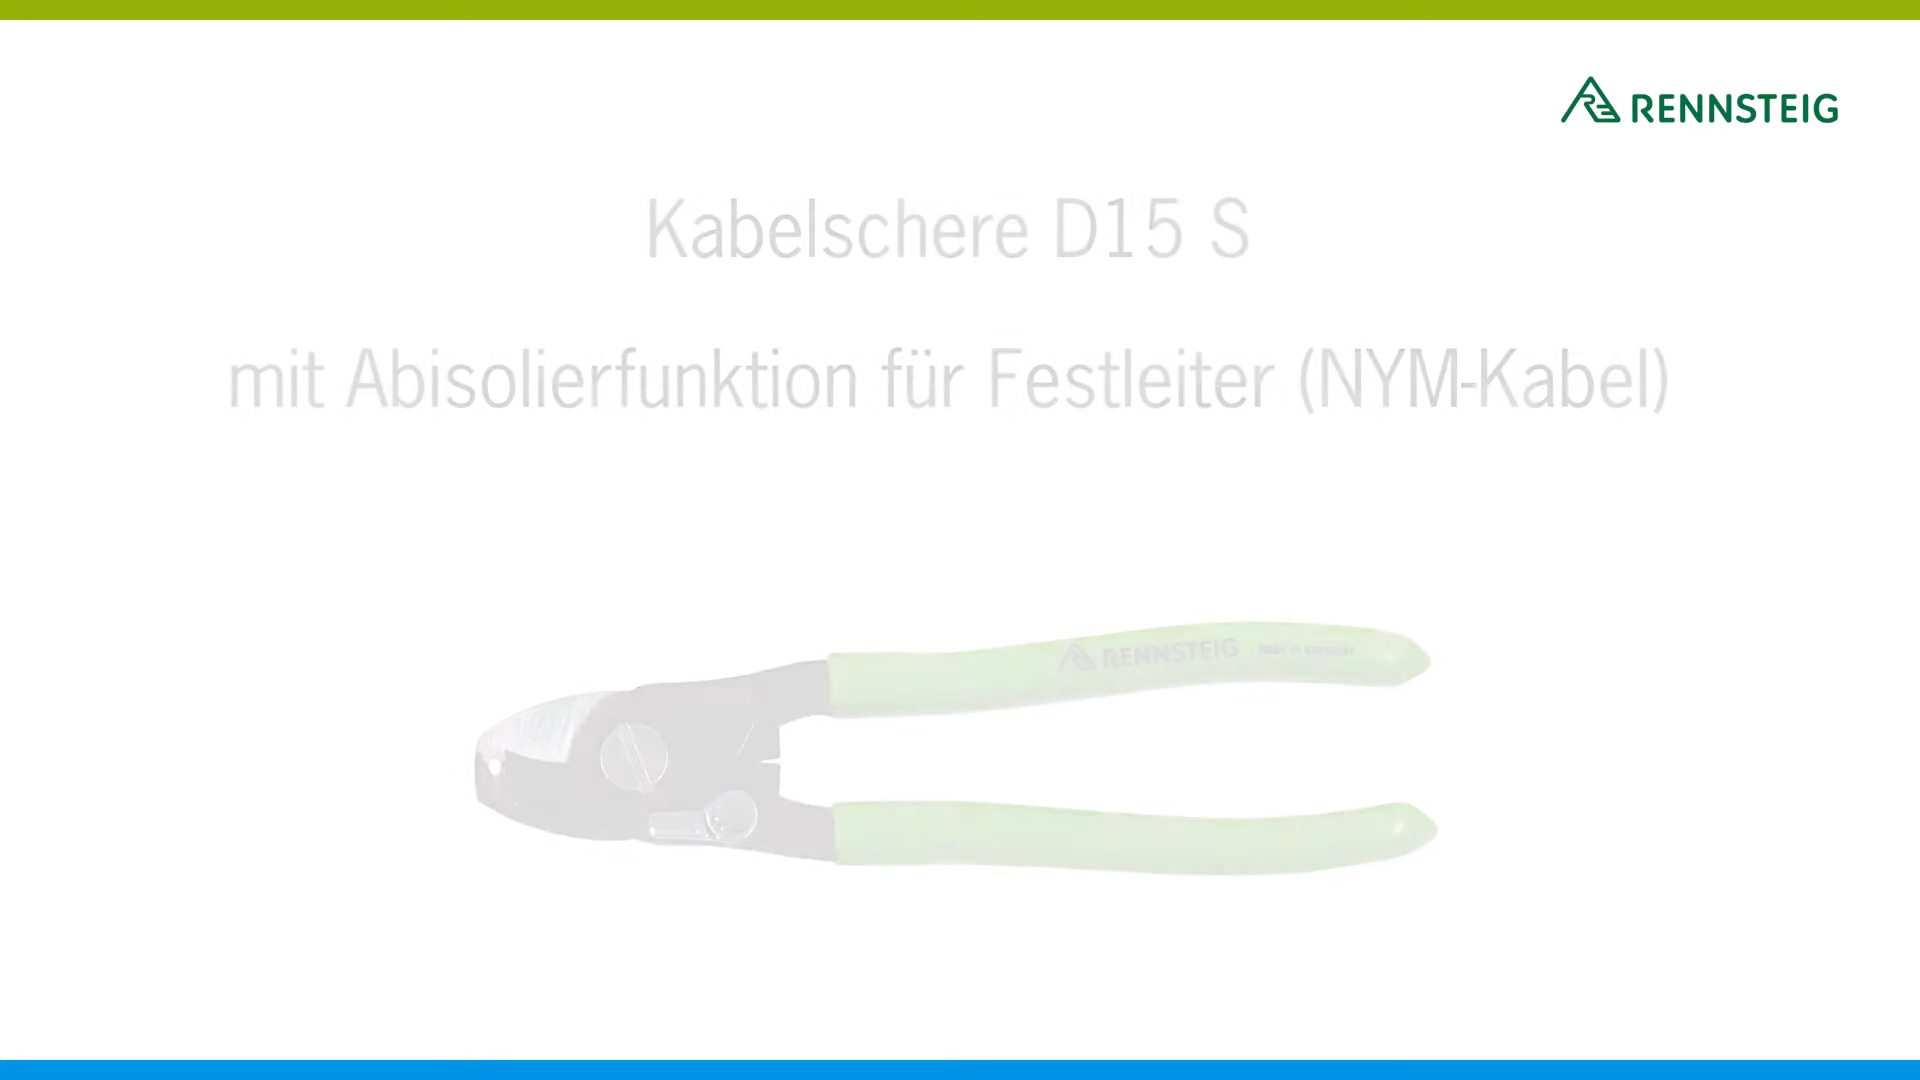 RENNSTEIG
Kabelschere D15 S
mit Abisolierfunktion für Festleiter (NYM-Kabel)
RENNSTEIG